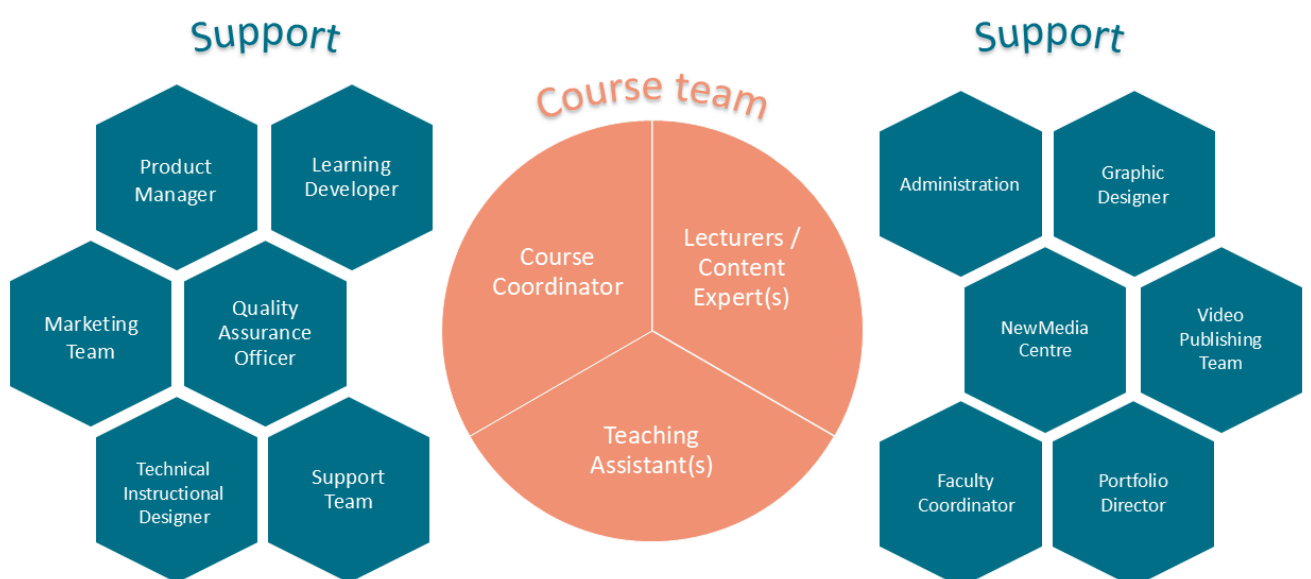 Support
Product
Manager
Learning
Developer
Marketing
Team
Quality
Assurance
Officer
Technical
Instructional
Designer
Support
Team
Course team
Course
Coordinator
Lecturers /
Content
Expert(s)
Teaching
Assistant(s)
Support
Administration
Graphic
Designer
NewMedia
Centre
Video
Publishing
Team
Faculty
Coordinator
Portfolio
Director